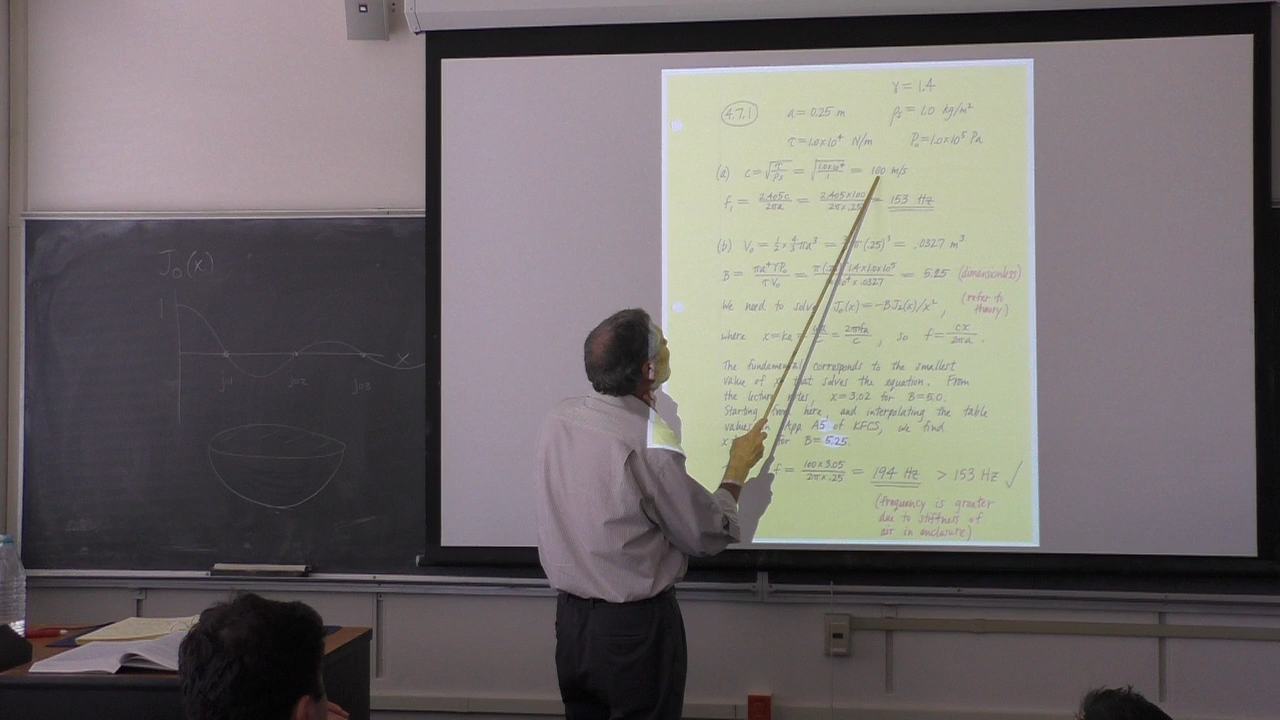 J₀(x)
1
x
j01 j02 j03
γ = 1.4
4.7.1 a = 0.25 m ρs = 1.0 kg/m²
τ = 1.0×10⁴ N/m P₀ = 1.0×10⁵ Pa
(a) c = √(τ/ρs) = √(1.0×10⁴/1) = 100 m/s
f₁ = 2.405c/2πa = 2.405×100/2π×.25 = 153 Hz
(b) V₀ = ½ × 4/3 πa³ = π(.25)³ = .0327 m³
B = πa⁴γP₀/τV₀ = 1.4×1.0×10⁵/ ×.0327 = 5.25 (dimensionless)
We need to solve J₀(x) = -BJ₂(x)/x², (refer to
theory)
where x = ka = = 2πfa/c, so f = cx/2πa.
The fundamental corresponds to the smallest
value of that solves the equation. From
the lecture notes, x = 3.02 for B = 5.0.
Starting from here, and interpolating the table
values in App A5 of KFCS, we find
x for B = 5.25.
f = 100×3.05/2π×.25 = 194 Hz > 153 Hz ✓
(frequency is greater
due to stiffness of
air in enclosure)